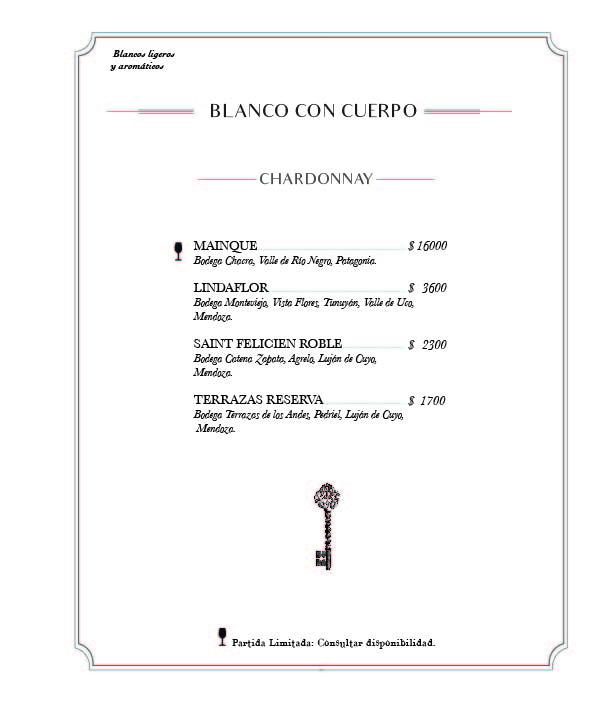 Blancos ligeros
y aromáticos
BLANCO CON CUERPO
CHARDONNAY
MAINQUE $ 16000
Bodega Chacra, Valle de Río Negro, Patagonia.
LINDAFLOR $ 3600
Bodega Monteviejo, Vista Flores, Tunuyán, Valle de Uco,
Mendoza.
SAINT FELICIEN ROBLE $ 2300
Bodega Catena Zapata, Agrelo, Luján de Cuyo,
Mendoza.
TERRAZAS RESERVA $ 1700
Bodega Terrazas de los Andes, Pedriel, Luján de Cuyo,
Mendoza.
Partida Limitada: Consultar disponibilidad.